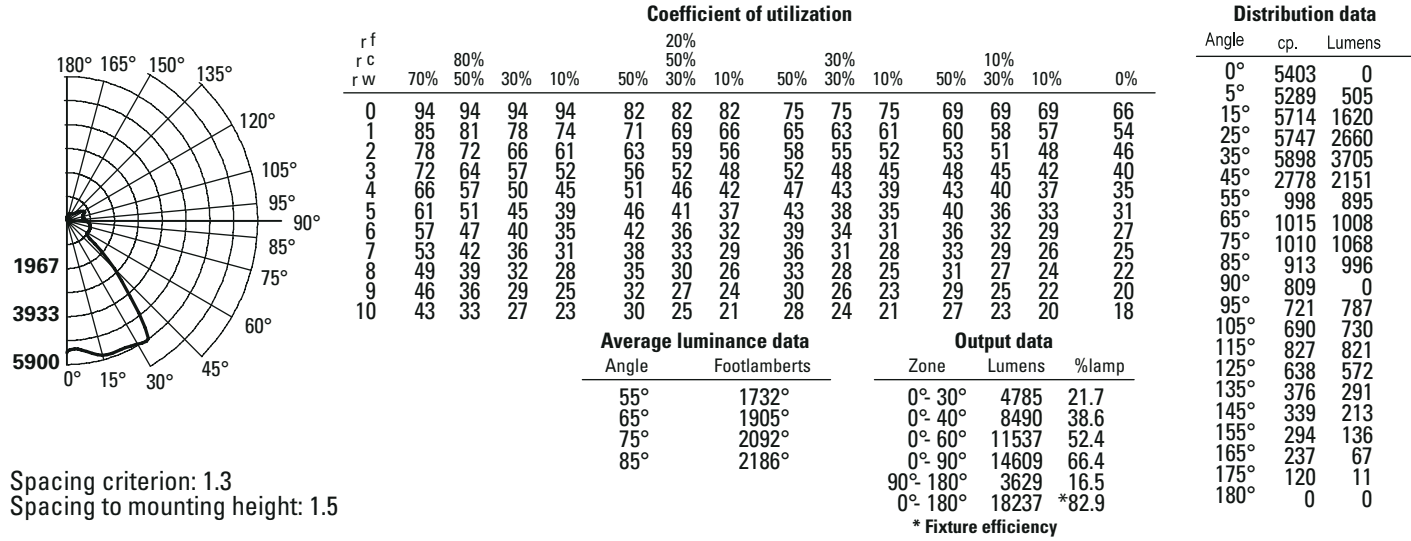 180° 165° 150° 135°
120°
105°
95°
90°
85°
75°
60°
45°
30°
15°
0°
1967
3933
5900
Spacing criterion: 1.3
Spacing to mounting height: 1.5
Coefficient of utilization
r f 20%
r c 80% 50% 30% 10%
r w 70% 50% 30% 10% 50% 30% 10% 50% 30% 10% 50% 30% 10% 0%
0 94 94 94 94 82 82 82 75 75 75 69 69 69 66
1 85 81 78 74 71 69 66 65 63 61 60 58 57 54
2 78 72 66 61 63 59 56 58 55 52 53 51 48 46
3 72 64 57 52 56 52 48 52 48 45 48 45 42 40
4 66 57 50 45 51 46 42 47 43 39 43 40 37 35
5 61 51 45 39 46 41 37 43 38 35 40 36 33 31
6 57 47 40 35 42 36 32 39 34 31 36 32 29 27
7 53 42 36 31 38 33 29 36 31 28 33 29 26 25
8 49 39 32 28 35 30 26 33 28 25 31 27 24 22
9 46 36 29 25 32 27 24 30 26 23 29 25 22 20
10 43 33 27 23 30 25 21 28 24 21 27 23 20 18
Average luminance data
Angle Footlamberts
55° 1732°
65° 1905°
75° 2092°
85° 2186°
Output data
Zone Lumens %lamp
0°- 30° 4785 21.7
0°- 40° 8490 38.6
0°- 60° 11537 52.4
0°- 90° 14609 66.4
90°- 180° 3629 16.5
0°- 180° 18237 *82.9
* Fixture efficiency
Distribution data
Angle cp. Lumens
0° 5403 0
5° 5289 505
15° 5714 1620
25° 5747 2660
35° 5898 3705
45° 2778 2151
55° 998 895
65° 1015 1008
75° 1010 1068
85° 913 996
90° 809 0
95° 721 787
105° 690 730
115° 827 821
125° 638 572
135° 376 291
145° 339 213
155° 294 136
165° 237 67
175° 120 11
180° 0 0